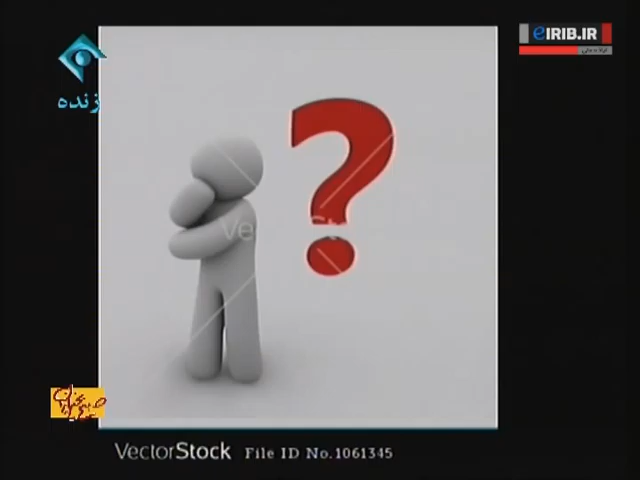 eIRIB.IR
زنده
VectorStock
VectorStock File ID No.1061345